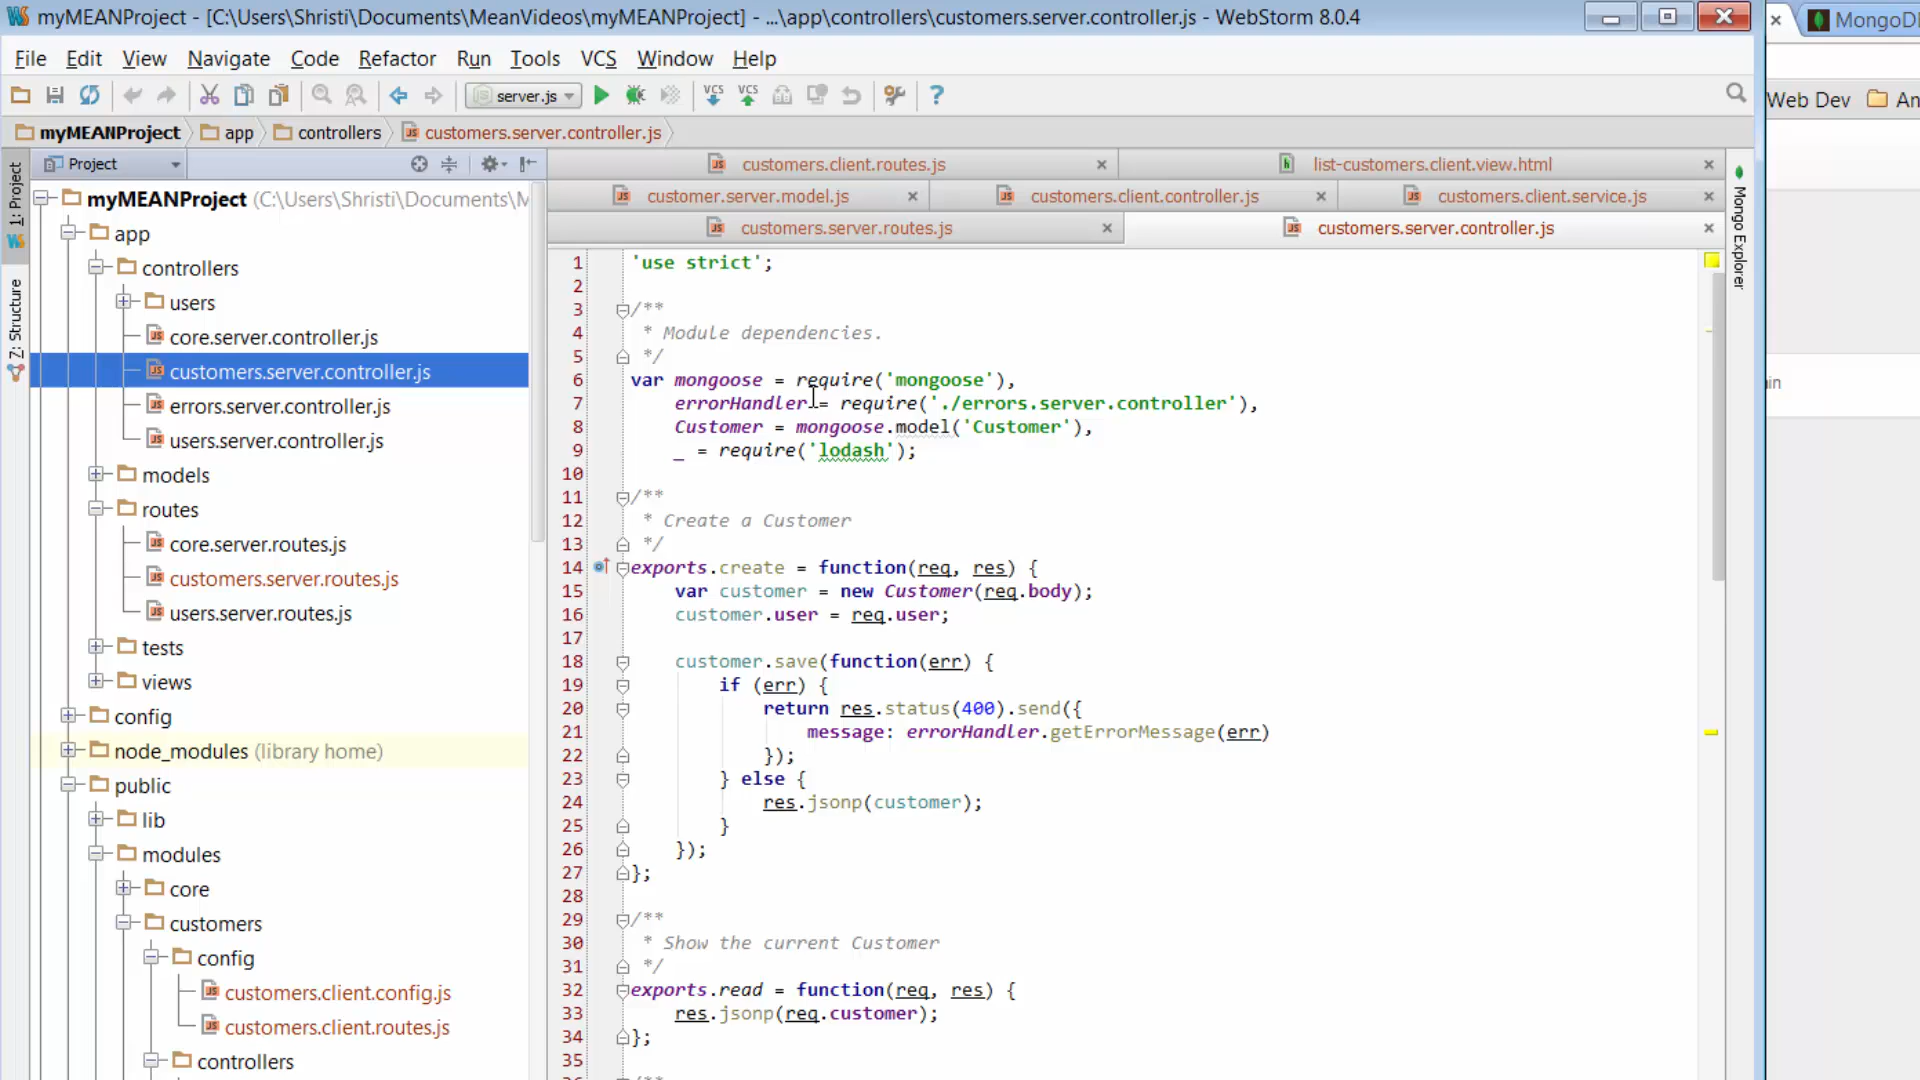 myMEANProject - [C:\Users\Shristi\Documents\MeanVideos\myMEANProject] - ...\app\controllers\customers.server.controller.js - WebStorm 8.0.4
File Edit View Navigate Code Refactor Run Tools VCS Window Help
server.js
VCS VCS
myMEANProject app controllers customers.server.controller.js
Project
1: Project
Z: Structure
myMEANProject (C:\Users\Shristi\Documents\M
app
controllers
users
core.server.controller.js
customers.server.controller.js
errors.server.controller.js
users.server.controller.js
models
routes
core.server.routes.js
customers.server.routes.js
users.server.routes.js
tests
views
config
node_modules (library home)
public
lib
modules
core
customers
config
customers.client.config.js
customers.client.routes.js
controllers
customers.client.routes.js list-customers.client.view.html
customer.server.model.js customers.client.controller.js customers.client.service.js
customers.server.routes.js customers.server.controller.js
1 'use strict';
2
3 /**
4 * Module dependencies.
5 */
6 var mongoose = require('mongoose'),
7 errorHandler = require('./errors.server.controller'),
8 Customer = mongoose.model('Customer'),
9 _ = require('lodash');
10
11 /**
12 * Create a Customer
13 */
14 exports.create = function(req, res) {
15 var customer = new Customer(req.body);
16 customer.user = req.user;
17
18 customer.save(function(err) {
19 if (err) {
20 return res.status(400).send({
21 message: errorHandler.getErrorMessage(err)
22 });
23 } else {
24 res.jsonp(customer);
25 }
26 });
27 };
28
29 /**
30 * Show the current Customer
31 */
32 exports.read = function(req, res) {
33 res.jsonp(req.customer);
34 };
35
Mongo Explorer
MongoD
Web Dev An
in